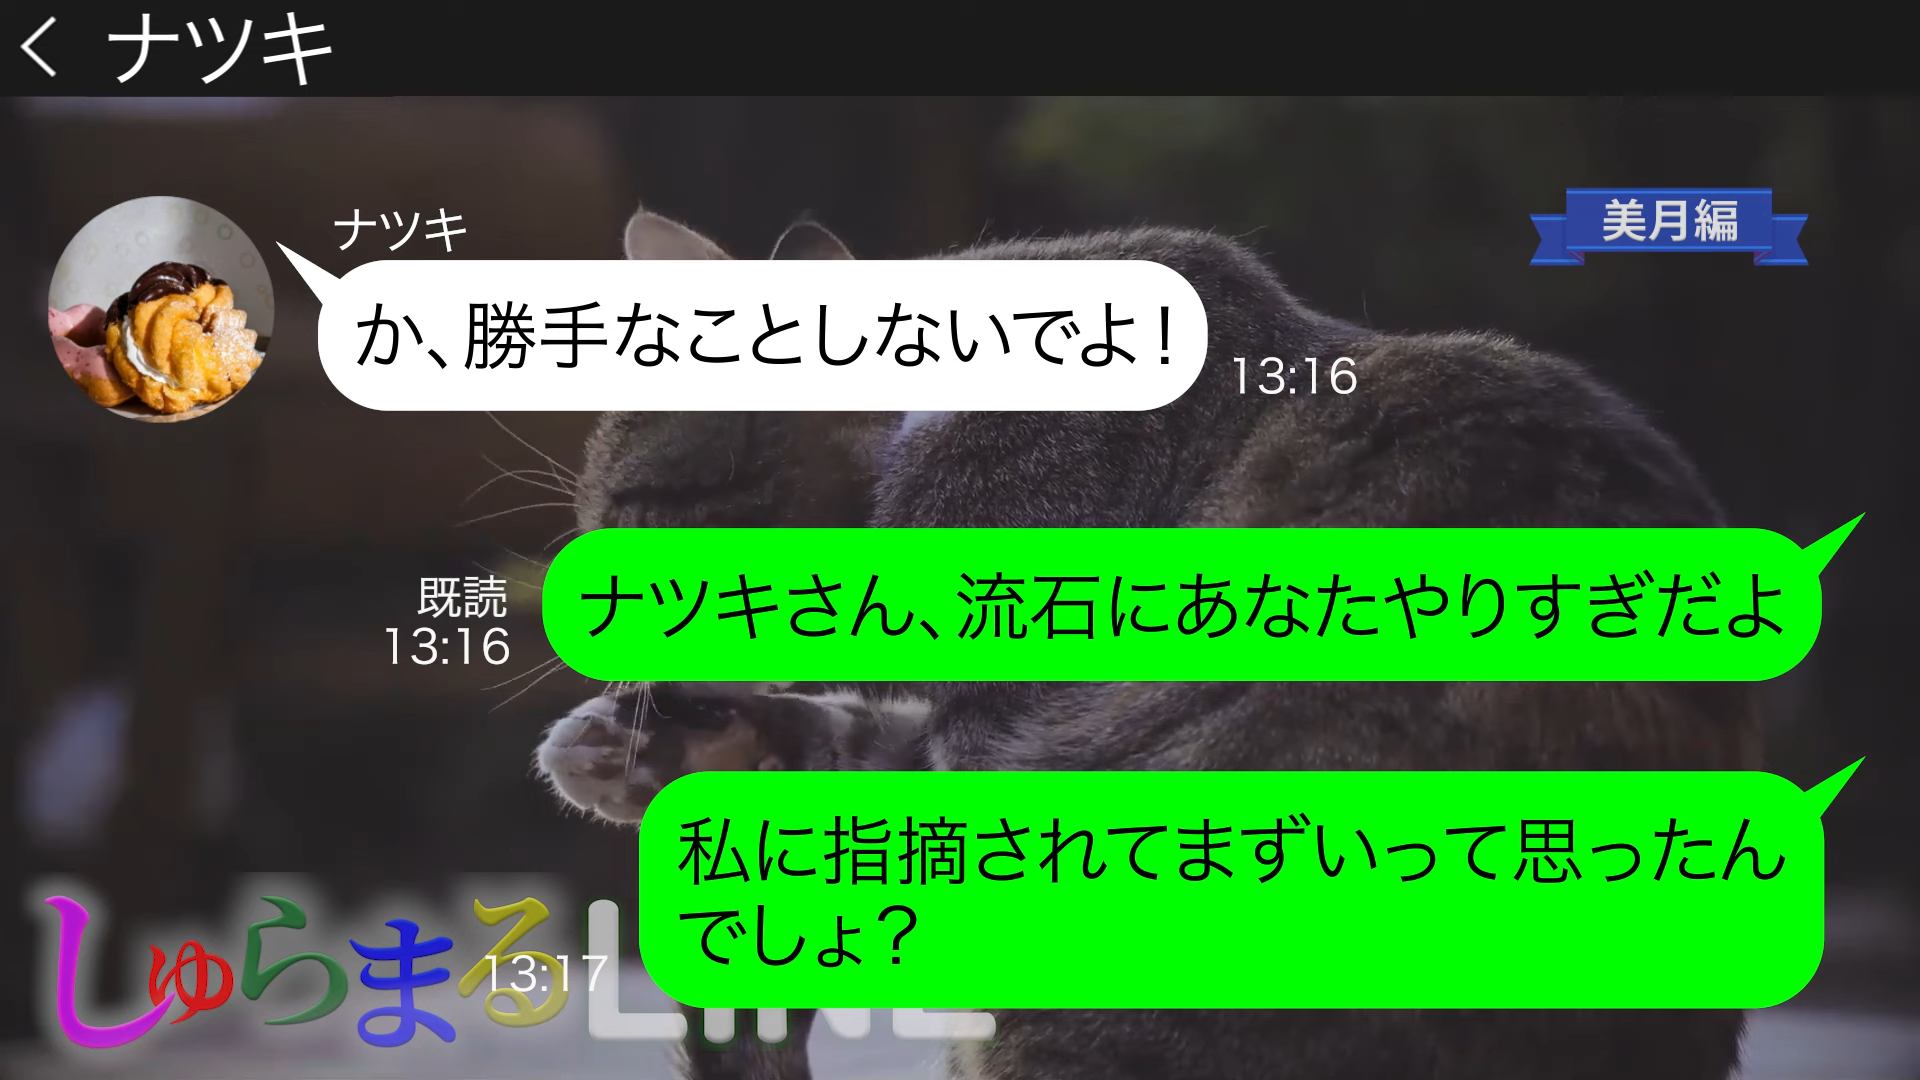 ナツキ
美月編
ナツキ
か、勝手なことしないでよ！
13:16
ナツキさん、流石にあなたやりすぎだよ
既読
13:16
私に指摘されてまずいって思ったん
でしょ？
13:17
しゅらまるLINE